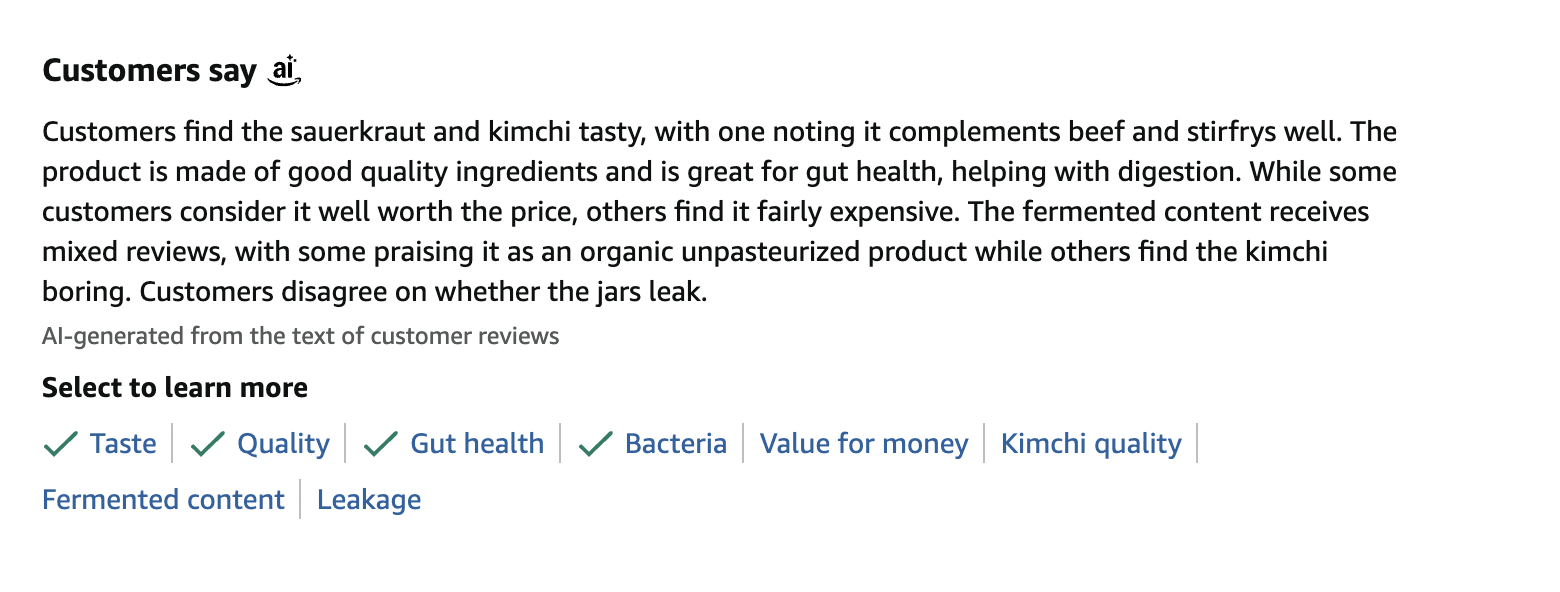 Customers say ai
Customers find the sauerkraut and kimchi tasty, with one noting it complements beef and stirfrys well. The
product is made of good quality ingredients and is great for gut health, helping with digestion. While some
customers consider it well worth the price, others find it fairly expensive. The fermented content receives
mixed reviews, with some praising it as an organic unpasteurized product while others find the kimchi
boring. Customers disagree on whether the jars leak.
AI-generated from the text of customer reviews
Select to learn more
Taste Quality Gut health Bacteria Value for money Kimchi quality
Fermented content Leakage